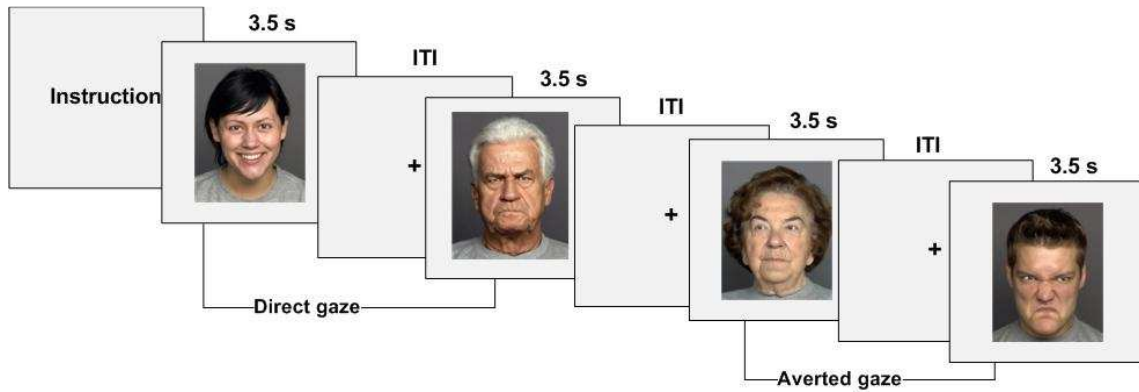 3.5 s
ITI
Instruction
3.5 s
+
ITI
3.5 s
+
ITI
3.5 s
+
Direct gaze
Averted gaze